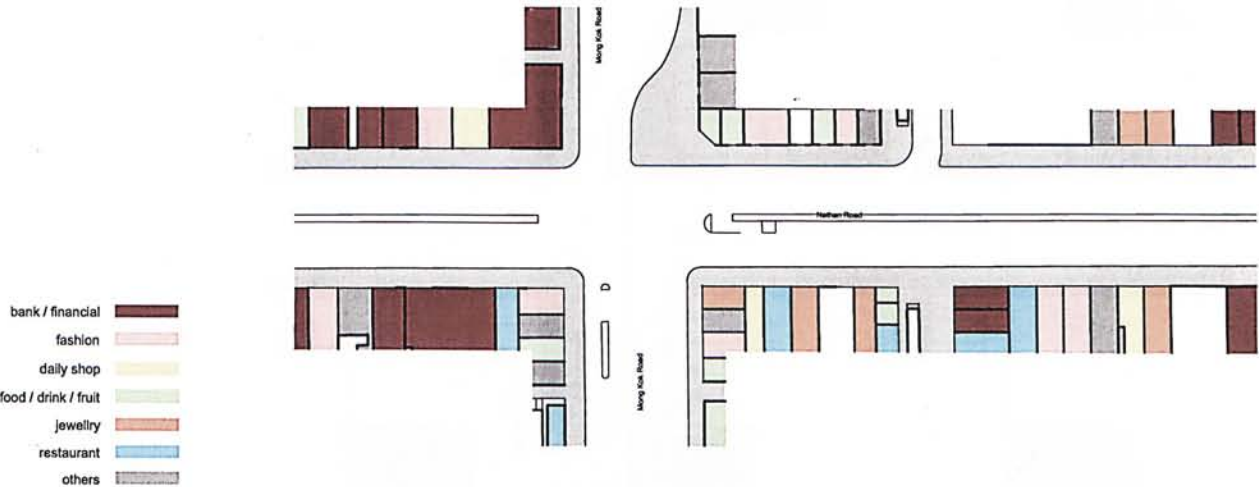 Mong Kok Road
Nathan Road
Mong Kok Road
bank / financial
fashion
daily shop
food / drink / fruit
jewellry
restaurant
others